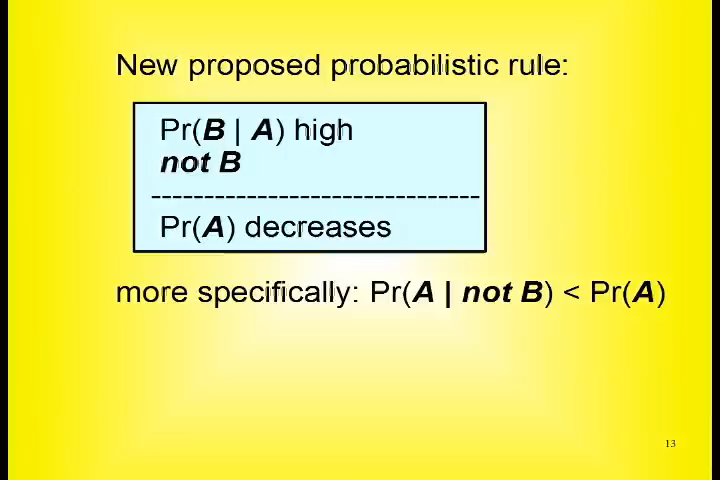 New proposed probabilistic rule:
Pr(B | A) high
not B
-------------------------------
Pr(A) decreases
more specifically: Pr(A | not B) < Pr(A)
13